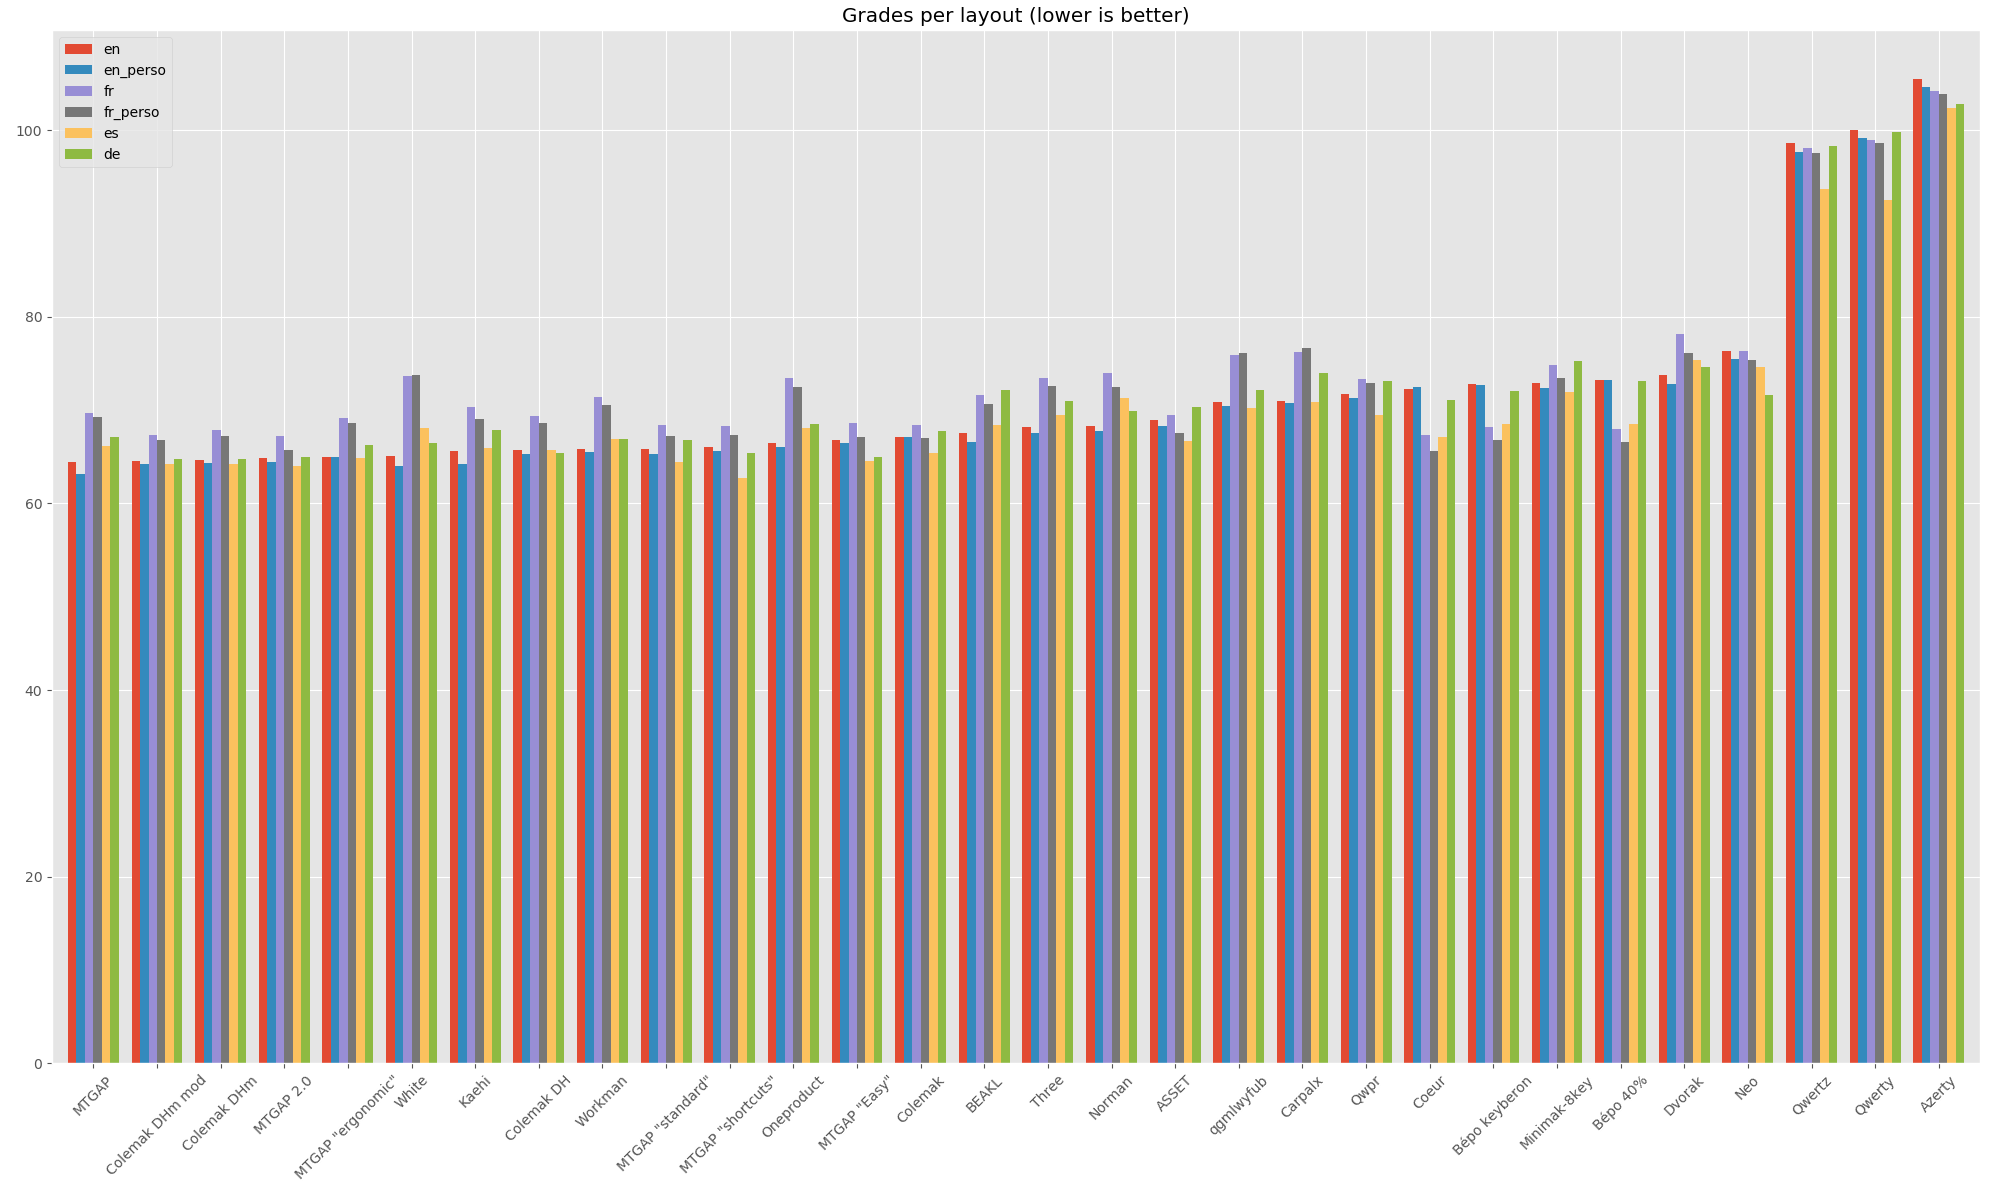 Grades per layout (lower is better)
en
en_perso
fr
fr_perso
es
de
100
80
60
40
20
0
MTGAP
Colemak DHm mod
Colemak DHm
MTGAP 2.0
MTGAP "ergonomic"
White
Kaehi
Colemak DH
Workman
MTGAP "standard"
MTGAP "shortcuts"
Oneproduct
MTGAP "Easy"
Colemak
BEAKL
Three
Norman
ASSET
qgmlwyfub
Carpalx
Qwpr
Coeur
Bépo keyberon
Minimak-8key
Bépo 40%
Dvorak
Neo
Qwertz
Qwerty
Azerty